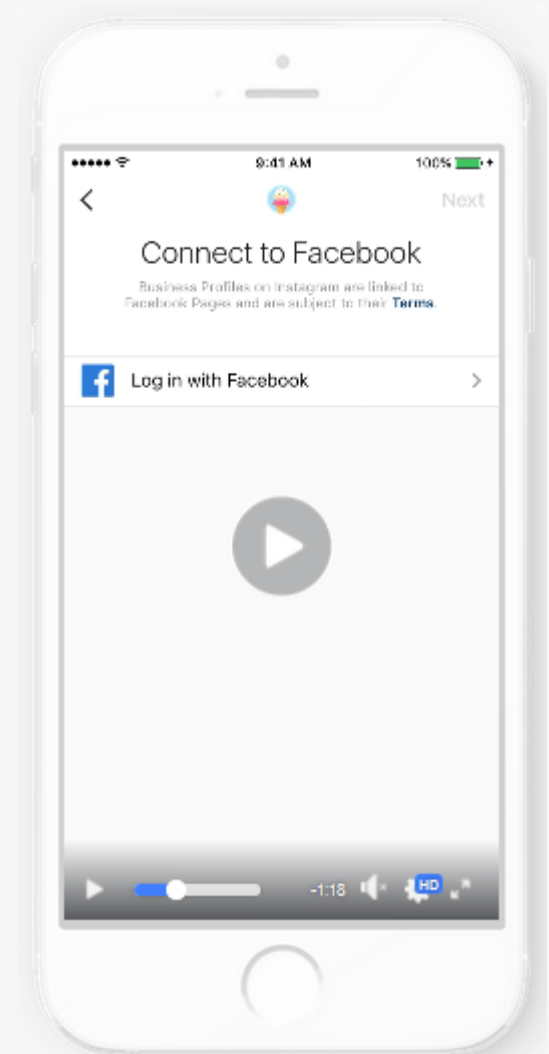 9:41 AM 100%
Next
Connect to Facebook
Business Profiles on Instagram are linked to
Facebook Pages and are subject to their Terms.
f Log in with Facebook
-1:18 HD